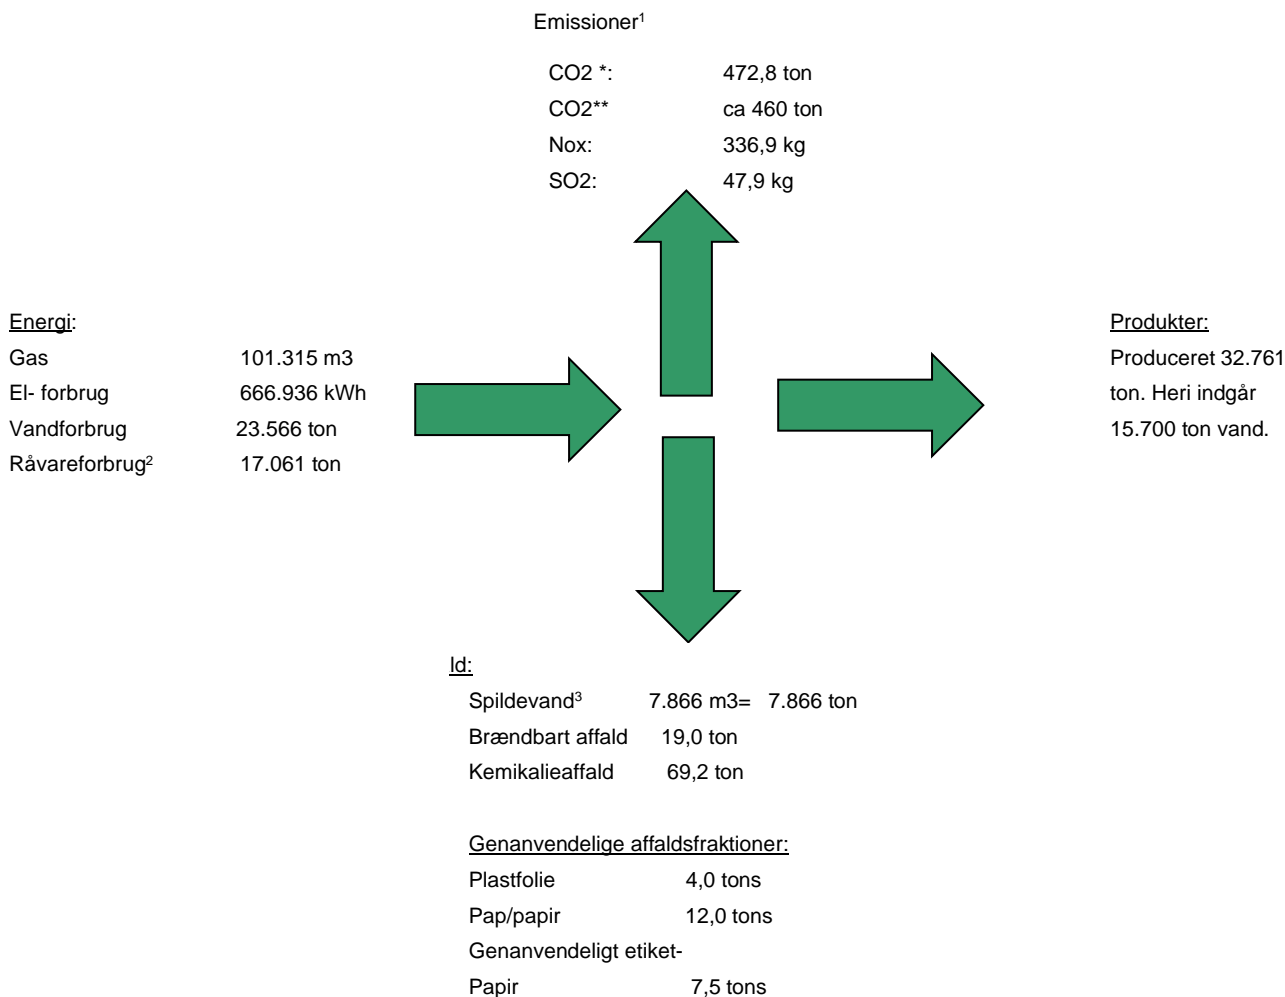 Emissioner¹
CO2 *: 472,8 ton
CO2** ca 460 ton
Nox: 336,9 kg
SO2: 47,9 kg
Energi:
Gas 101.315 m3
El- forbrug 666.936 kWh
Vandforbrug 23.566 ton
Råvareforbrug² 17.061 ton
Produkter:
Produceret 32.761
ton. Heri indgår
15.700 ton vand.
Id:
Spildevand³ 7.866 m3= 7.866 ton
Brændbart affald 19,0 ton
Kemikalieaffald 69,2 ton
Genanvendelige affaldsfraktioner:
Plastfolie 4,0 tons
Pap/papir 12,0 tons
Genanvendeligt etiket-
Papir 7,5 tons